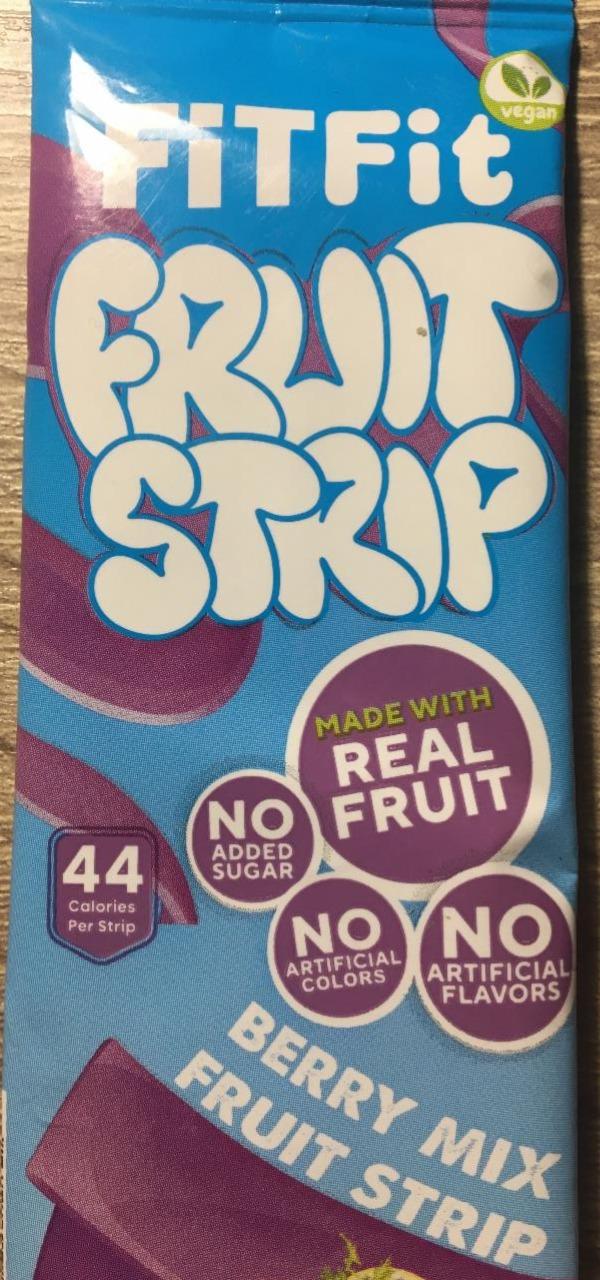 vegan
FiTFit
FRUIT
STRIP
MADE WITH
REAL
FRUIT
NO
ADDED
SUGAR
44
Calories
Per Strip
NO
ARTIFICIAL
COLORS
NO
ARTIFICIAL
FLAVORS
BERRY MIX
FRUIT STRIP